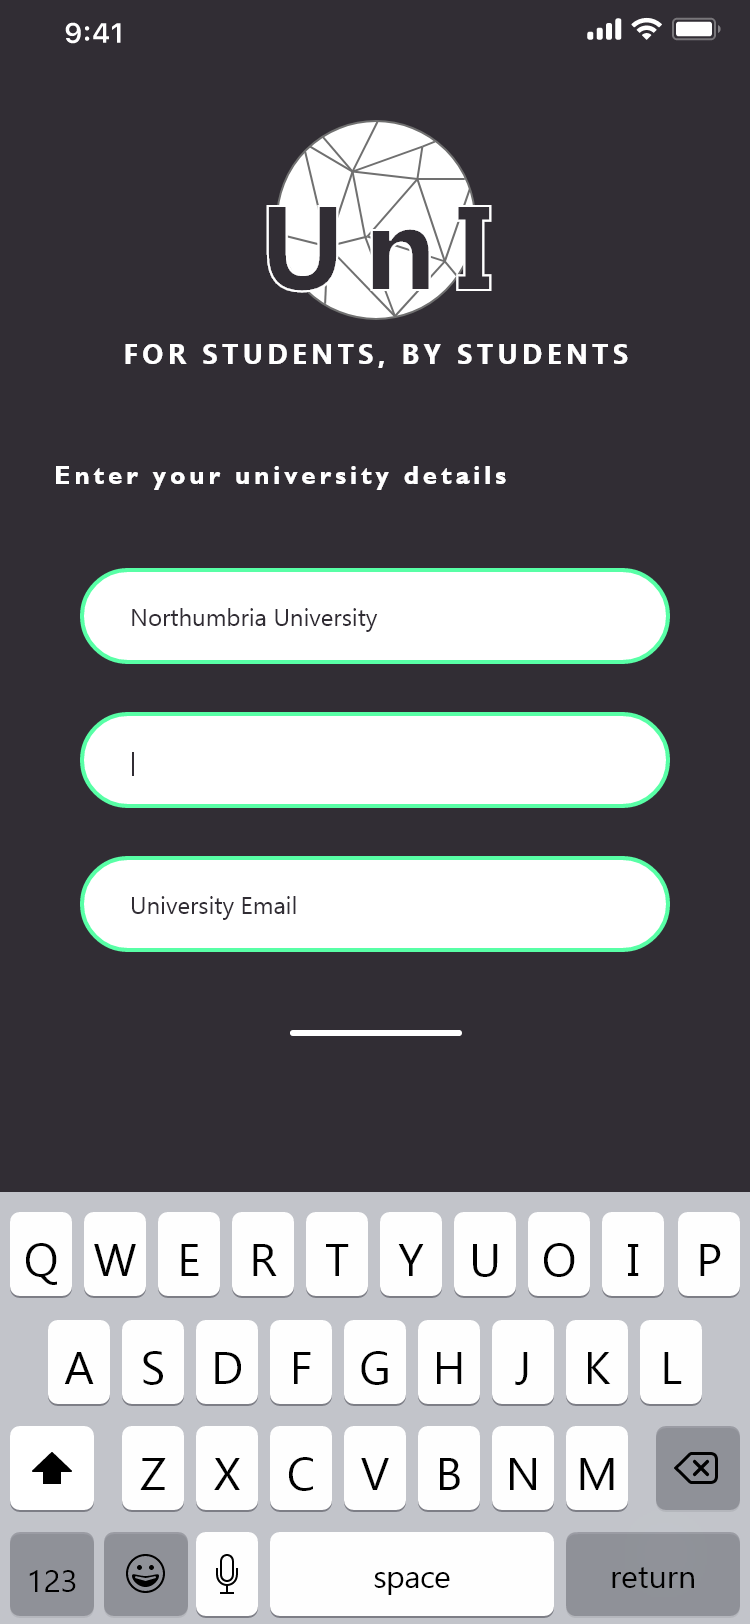 9:41
UnI
FOR STUDENTS, BY STUDENTS
Enter your university details
Northumbria University
University Email
Q W E R T Y U O I P
A S D F G H J K L
Z X C V B N M
123 space return